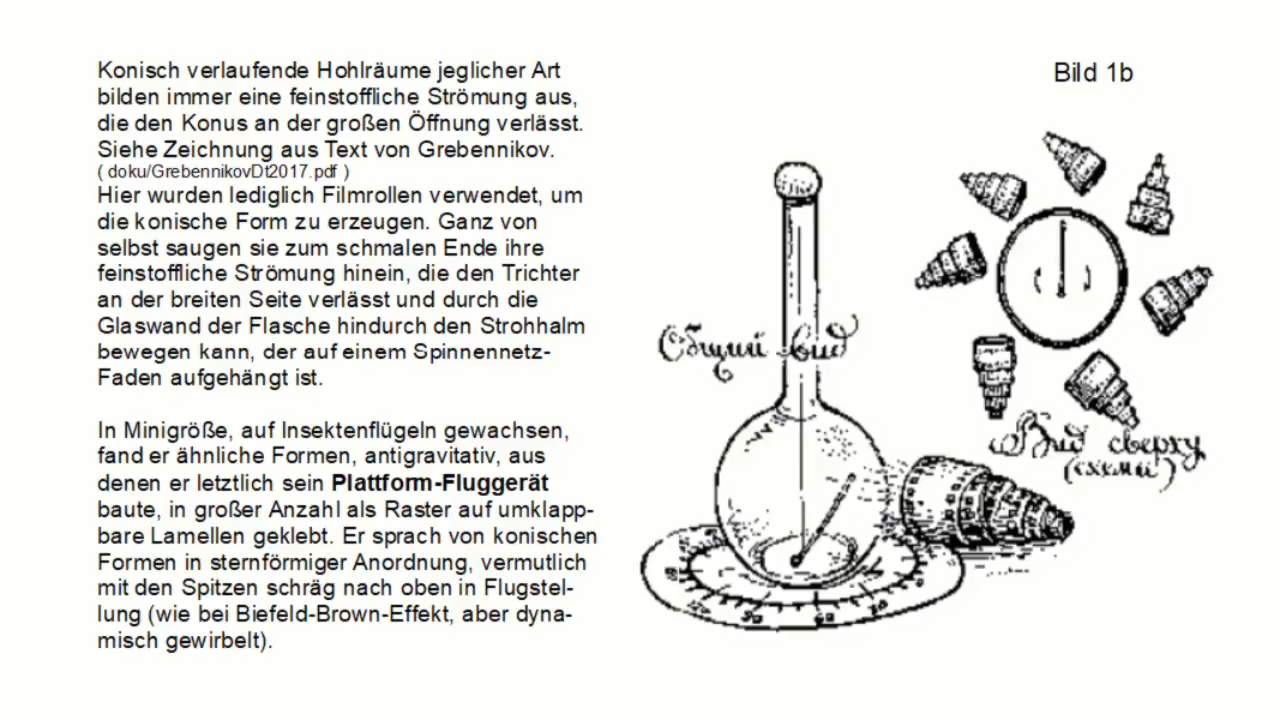 Konisch verlaufende Hohlräume jeglicher Art
bilden immer eine feinstoffliche Strömung aus,
die den Konus an der großen Öffnung verlässt.
Siehe Zeichnung aus Text von Grebennikov.
( doku/GrebennikovDt2017.pdf )
Hier wurden lediglich Filmrollen verwendet, um
die konische Form zu erzeugen. Ganz von
selbst saugen sie zum schmalen Ende ihre
feinstoffliche Strömung hinein, die den Trichter
an der breiten Seite verlässt und durch die
Glaswand der Flasche hindurch den Strohhalm
bewegen kann, der auf einem Spinnennetz-
Faden aufgehängt ist.
In Minigröße, auf Insektenflügeln gewachsen,
fand er ähnliche Formen, antigravitativ, aus
denen er letztlich sein Plattform-Fluggerät
baute, in großer Anzahl als Raster auf umklapp-
bare Lamellen geklebt. Er sprach von konischen
Formen in sternförmiger Anordnung, vermutlich
mit den Spitzen schräg nach oben in Flugstel-
lung (wie bei Biefeld-Brown-Effekt, aber dyna-
misch gewirbelt).
Bild 1b
Общий вид
Вид сверху
(схема)